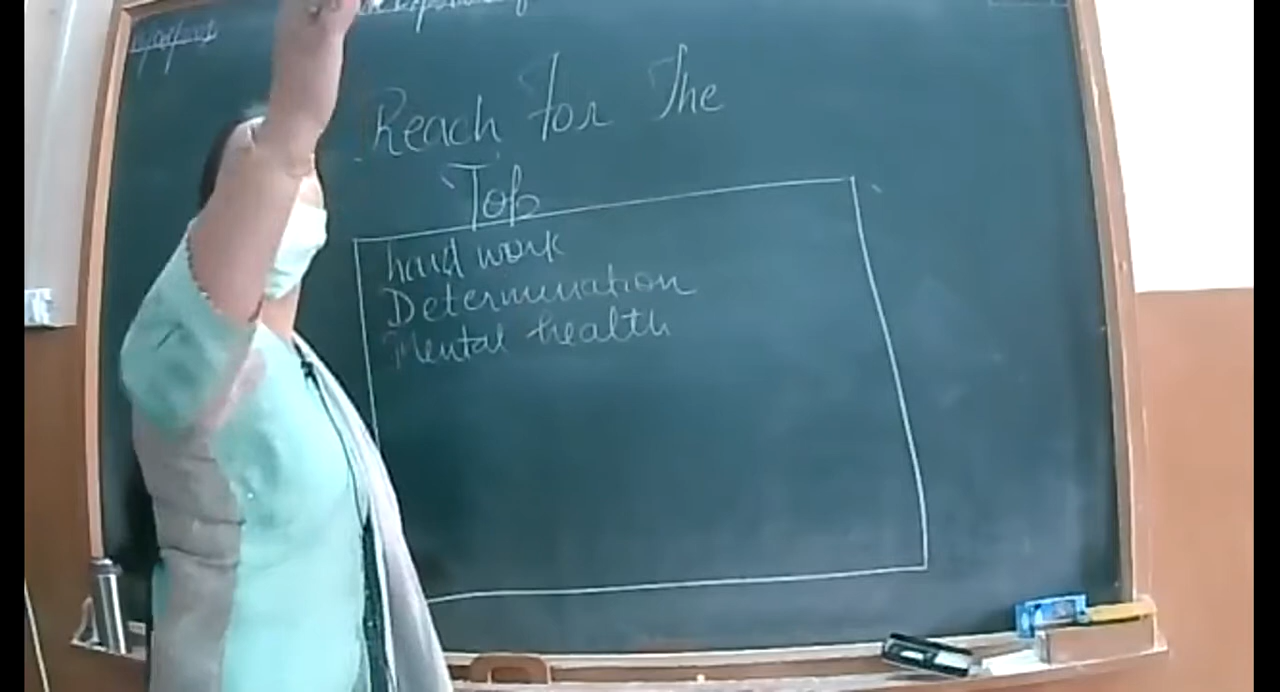 Reach for The
Top
hard work
Determination
Mental health